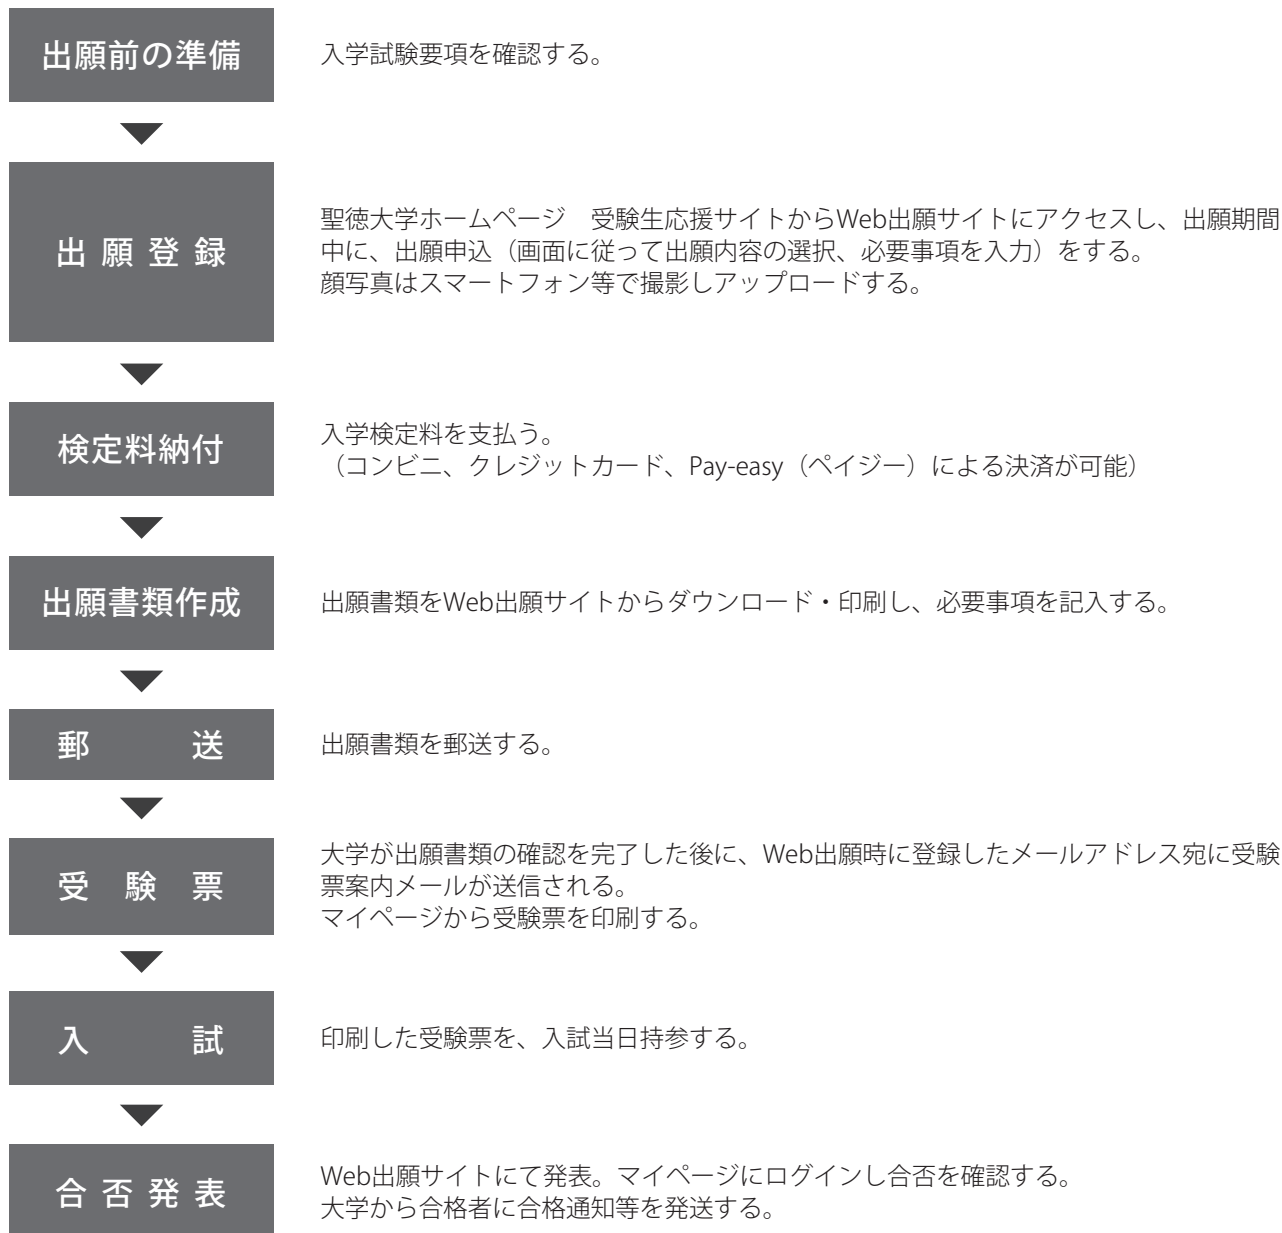 出願前の準備
入学試験要項を確認する。
出願登録
聖徳大学ホームページ　受験生応援サイトからWeb出願サイトにアクセスし、出願期間
中に、出願申込（画面に従って出願内容の選択、必要事項を入力）をする。
顔写真はスマートフォン等で撮影しアップロードする。
検定料納付
入学検定料を支払う。
（コンビニ、クレジットカード、Pay-easy（ペイジー）による決済が可能）
出願書類作成
出願書類をWeb出願サイトからダウンロード・印刷し、必要事項を記入する。
郵送
出願書類を郵送する。
受験票
大学が出願書類の確認を完了した後に、Web出願時に登録したメールアドレス宛に受験
票案内メールが送信される。
マイページから受験票を印刷する。
入試
印刷した受験票を、入試当日持参する。
合否発表
Web出願サイトにて発表。マイページにログインし合否を確認する。
大学から合格者に合格通知等を発送する。